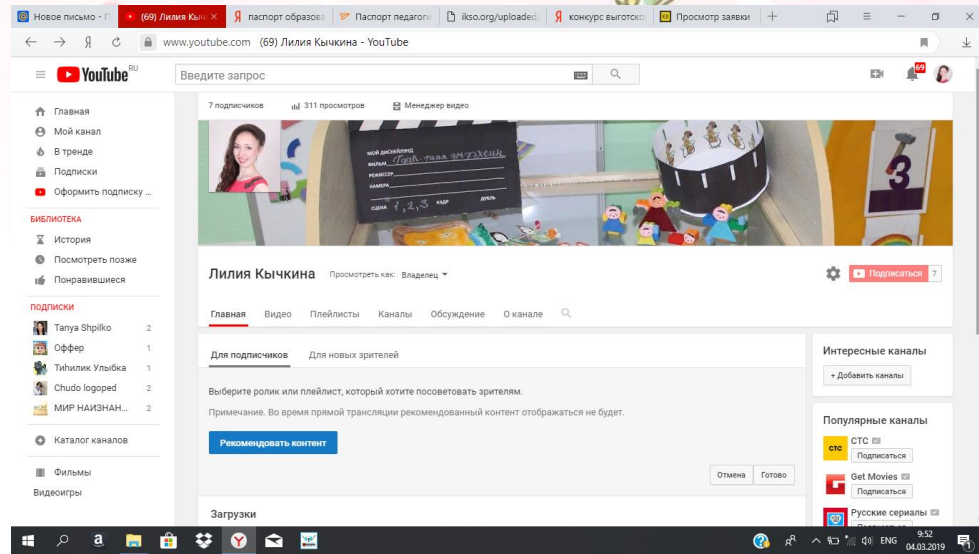 Новое письмо - П
(69) Лилия Кычк
паспорт образова
Паспорт педагоги
ikso.org/uploaded
конкурс выготско
Просмотр заявки
www.youtube.com (69) Лилия Кычкина - YouTube
YouTube RU
Введите запрос
69
Главная
Мой канал
В тренде
Подписки
Оформить подписку ...
БИБЛИОТЕКА
История
Посмотреть позже
Понравившиеся
ПОДПИСКИ
Tanya Shpilko 2
Оффер 1
Тиһилик Улыбка 1
Chudo logoped 2
МИР НАИЗНАН... 2
Каталог каналов
Фильмы
Видеоигры
7 подписчиков 311 просмотров Менеджер видео
ФИЛЬМ
РЕЖИССЕР
КАМЕРА
СЦЕНА 1, 2, 3 КАДР ДУБЛЬ
3
Лилия Кычкина Просмотреть как: Владелец
Подписаться 7
Главная Видео Плейлисты Каналы Обсуждение О канале
Для подписчиков Для новых зрителей
Выберите ролик или плейлист, который хотите посоветовать зрителям.
Примечание. Во время прямой трансляции рекомендованный контент отображаться не будет.
Рекомендовать контент
Отмена Готово
Загрузки
Интересные каналы
+ Добавить каналы
Популярные каналы
СТС
СТС
Подписаться
Get Movies
Подписаться
Русские сериалы
Подписаться
ENG
9:52
04.03.2019